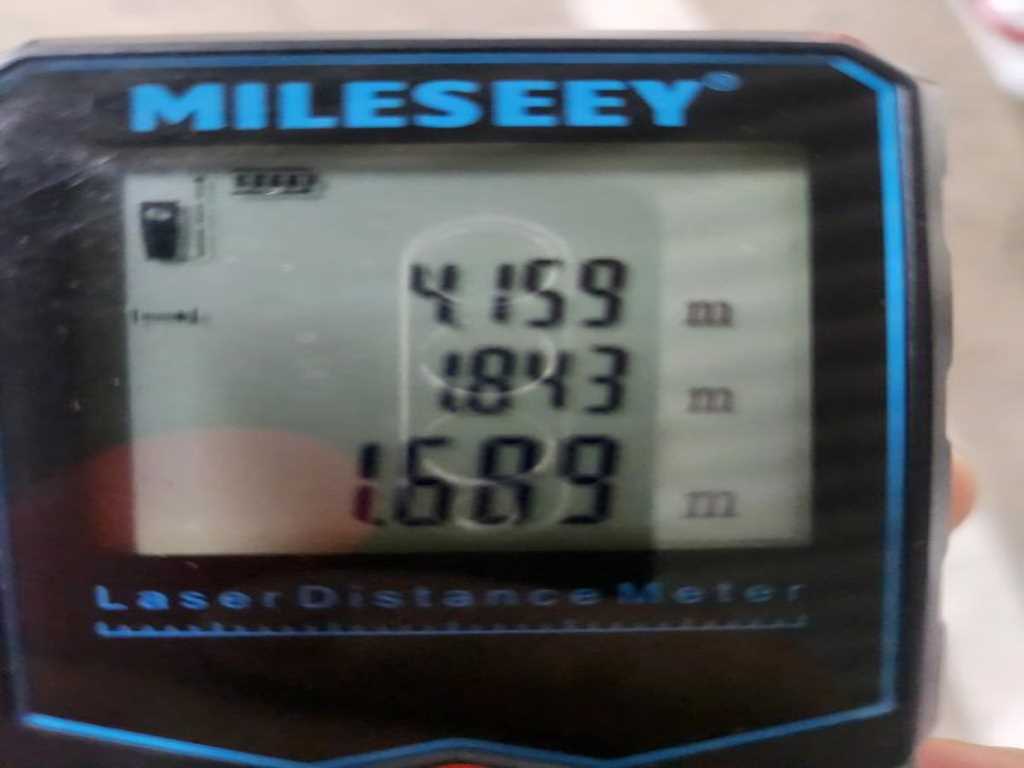 MILESEEY®
4.159 m
1.843 m
1.689 m
Laser Distance Meter